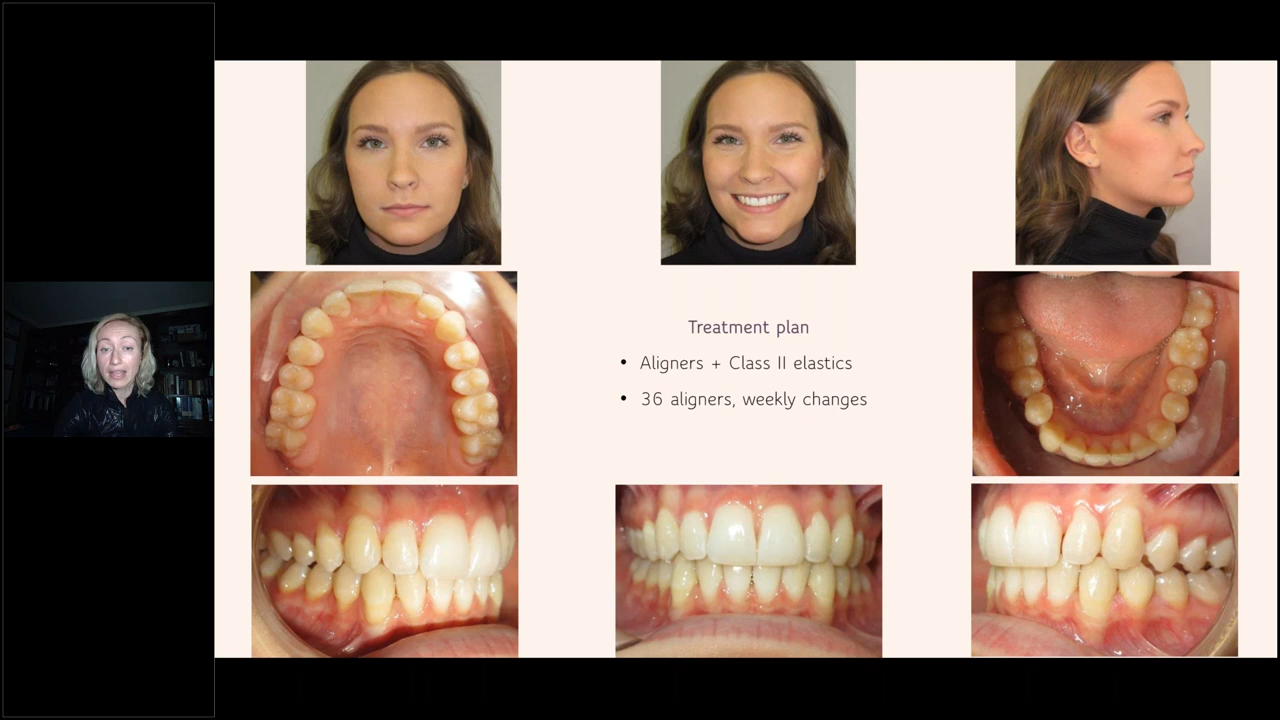 Treatment plan
• Aligners + Class II elastics
• 36 aligners, weekly changes